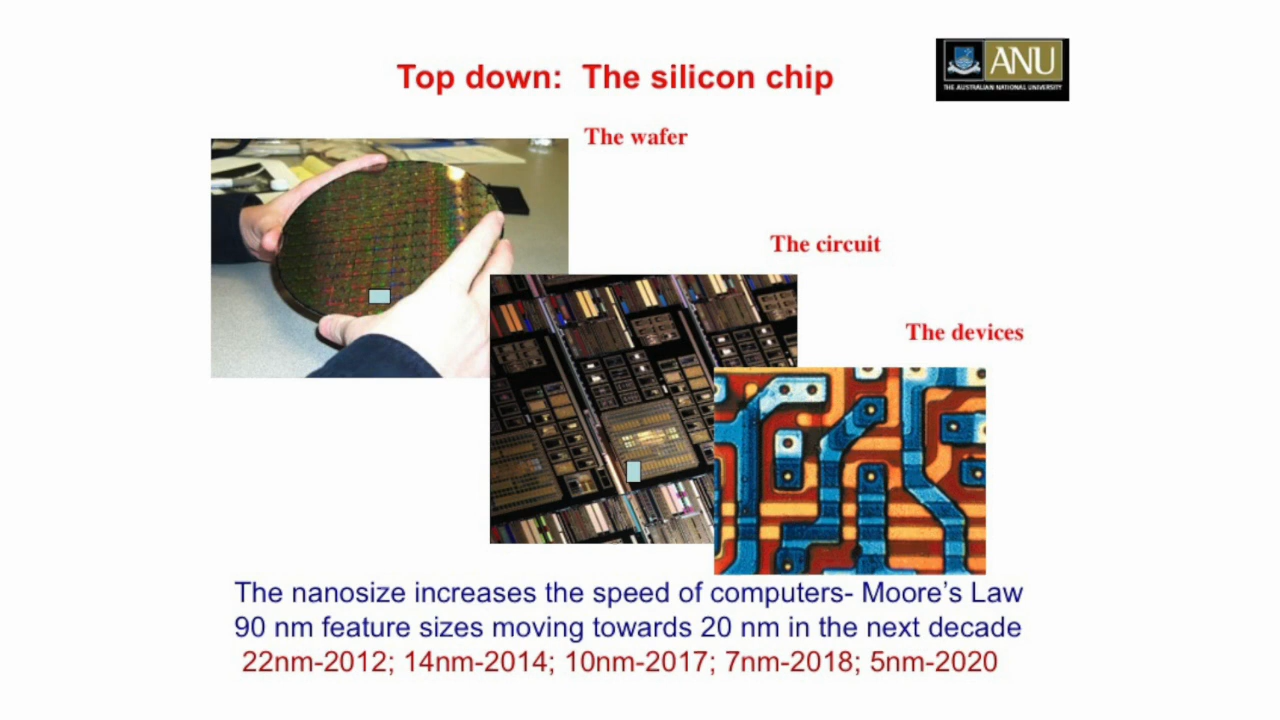 Top down: The silicon chip
ANU
THE AUSTRALIAN NATIONAL UNIVERSITY
The wafer
The circuit
The devices
The nanosize increases the speed of computers- Moore's Law
90 nm feature sizes moving towards 20 nm in the next decade
22nm-2012; 14nm-2014; 10nm-2017; 7nm-2018; 5nm-2020